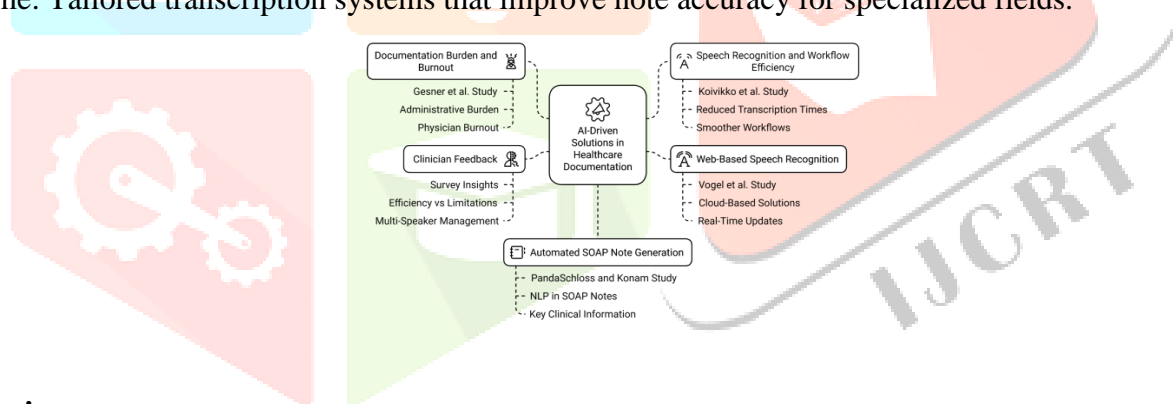 Tailored transcription systems that improve note accuracy for specialized fields.
Documentation Burden and
Burnout
Gesner et al. Study
Administrative Burden
Physician Burnout
Clinician Feedback
Survey Insights
Efficiency vs Limitations
Multi-Speaker Management
AI-Driven
Solutions in
Healthcare
Documentation
Speech Recognition and Workflow
Efficiency
Koivikko et al. Study
Reduced Transcription Times
Smoother Workflows
Web-Based Speech Recognition
Vogel et al. Study
Cloud-Based Solutions
Real-Time Updates
Automated SOAP Note Generation
PandaSchloss and Konam Study
NLP in SOAP Notes
Key Clinical Information
IJCRT